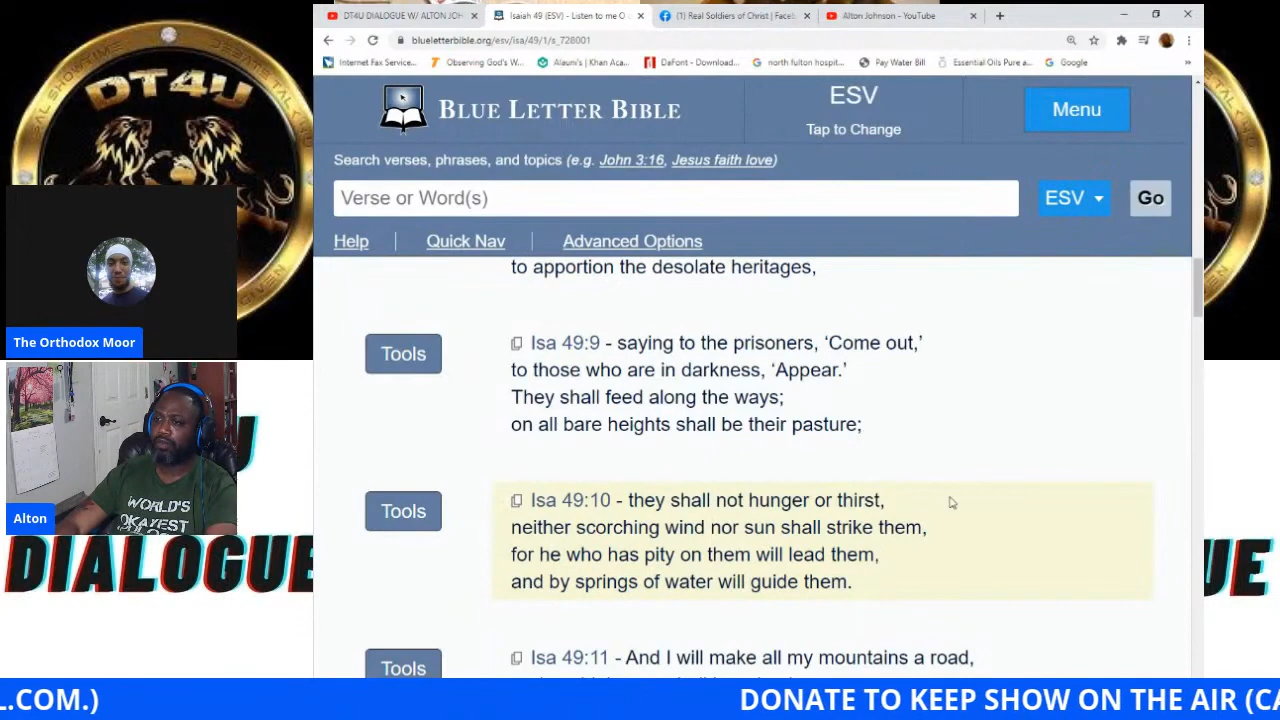 DT4U DIALOGUE W/ ALTON JOH
Isaiah 49 (ESV) - Listen to me O
(1) Real Soldiers of Christ | Facel
Alton Johnson - YouTube
blueletterbible.org/esv/isa/49/1/s_728001
Internet Fax Service...
Observing God's W...
Alauni's | Khan Aca...
DaFont - Download...
north fulton hospit...
Pay Water Bill
Essential Oils Pure a...
Google
DT4U
BLUE LETTER BIBLE
ESV
Tap to Change
Menu
Search verses, phrases, and topics (e.g. John 3:16, Jesus faith love)
Verse or Word(s)
ESV
Go
Help
Quick Nav
Advanced Options
to apportion the desolate heritages,
Tools
Isa 49:9 - saying to the prisoners, ‘Come out,’
to those who are in darkness, ‘Appear.’
They shall feed along the ways;
on all bare heights shall be their pasture;
Tools
Isa 49:10 - they shall not hunger or thirst,
neither scorching wind nor sun shall strike them,
for he who has pity on them will lead them,
and by springs of water will guide them.
Tools
Isa 49:11 - And I will make all my mountains a road,
The Orthodox Moor
WORLD'S
OKAYEST
Alton
DIALOGUE
L.COM.)
DONATE TO KEEP SHOW ON THE AIR (CA